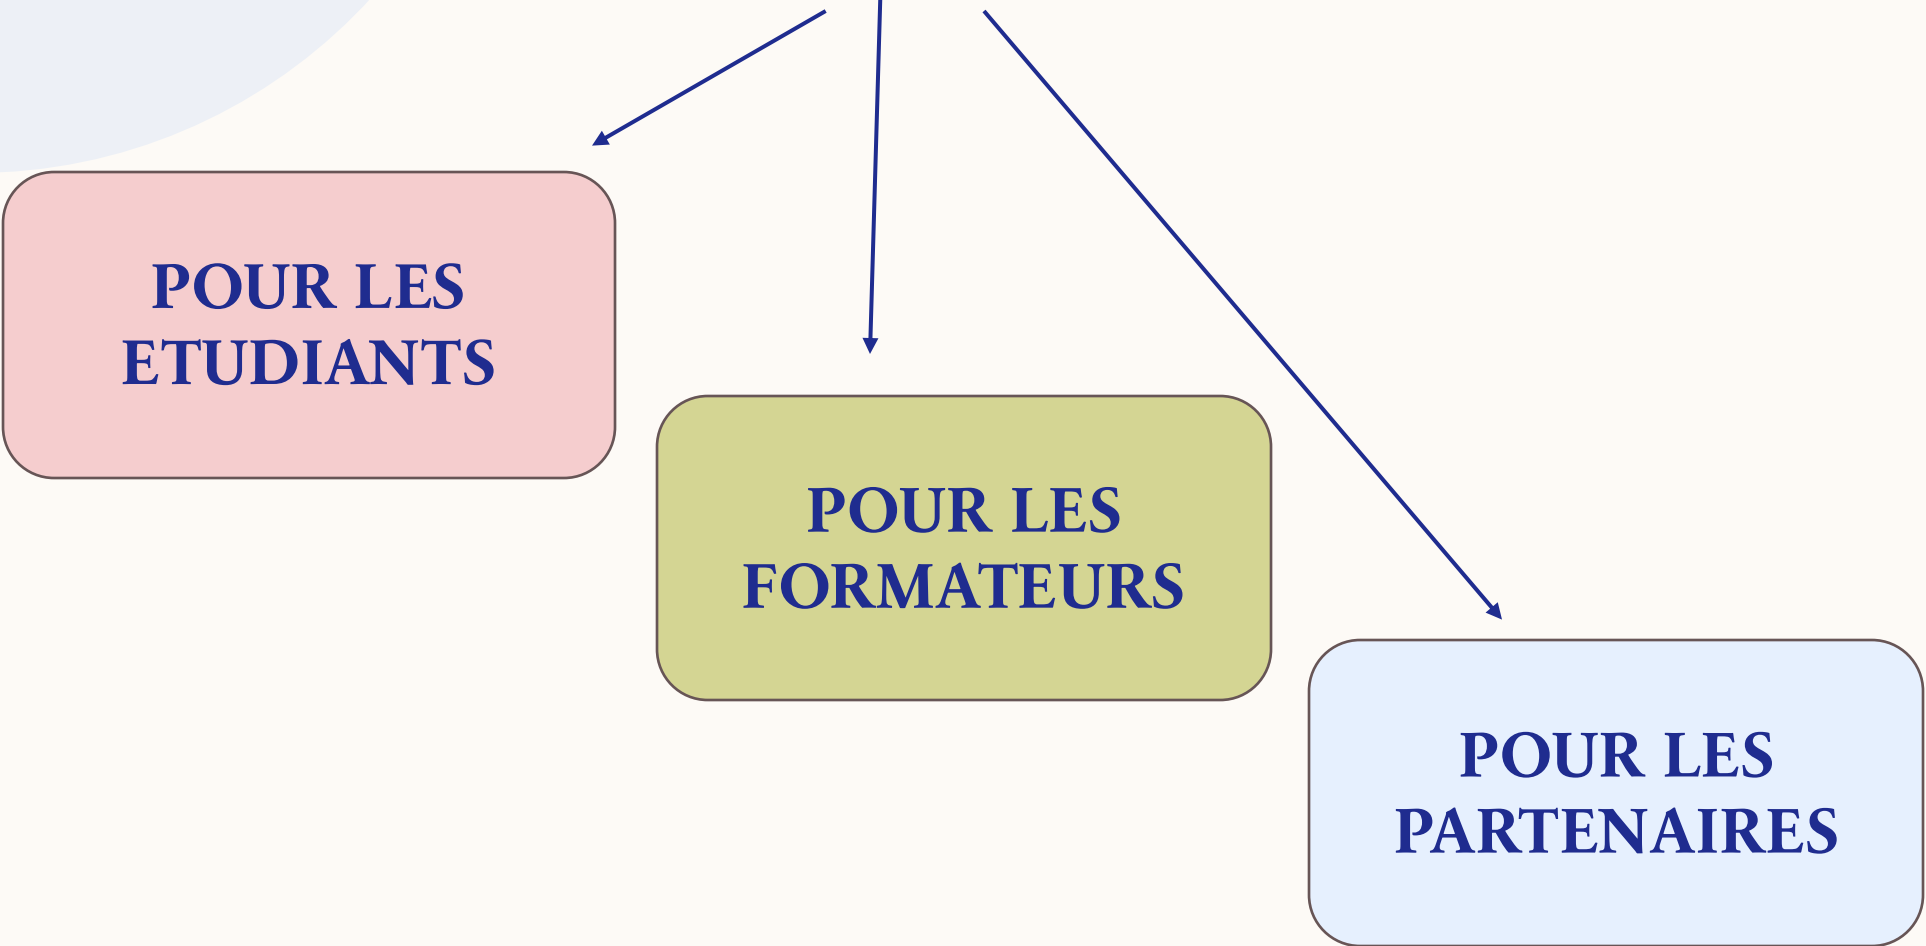 POUR LES
ETUDIANTS
POUR LES
FORMATEURS
POUR LES
PARTENAIRES